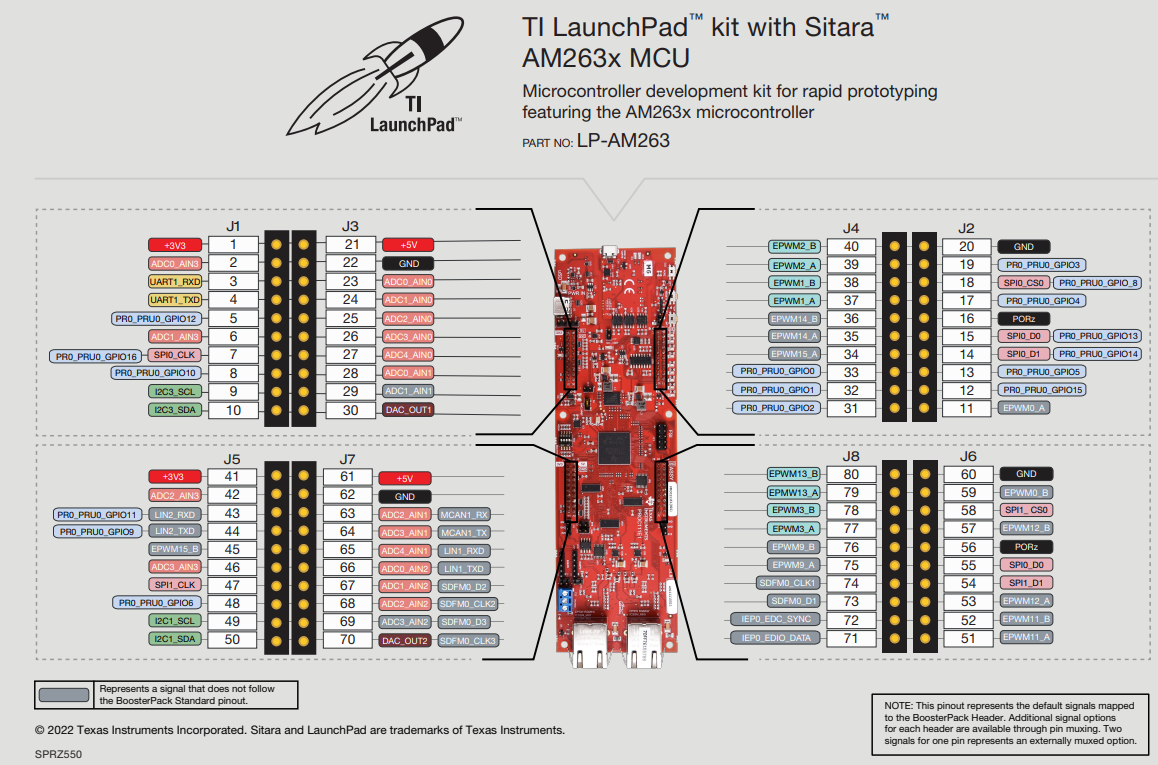 TI LaunchPad™ kit with Sitara™
AM263x MCU
Microcontroller development kit for rapid prototyping
featuring the AM263x microcontroller
PART NO: LP-AM263
TI
LaunchPad™
J1 J3
+3V3 1 21 +5V
ADC0_AIN3 2 22 GND
UART1_RXD 3 23 ADC0_AIN0
UART1_TXD 4 24 ADC1_AIN0
PR0_PRU0_GPIO12 5 25 ADC2_AIN0
ADC1_AIN3 6 26 ADC3_AIN0
PR0_PRU0_GPIO16 SPI0_CLK 7 27 ADC4_AIN0
PR0_PRU0_GPIO10 8 28 ADC0_AIN1
I2C3_SCL 9 29 ADC1_AIN1
I2C3_SDA 10 30 DAC_OUT1
J4 J2
EPWM2_B 40 20 GND
EPWM2_A 39 19 PR0_PRU0_GPIO3
EPWM1_B 38 18 SPI0_CS0 PR0_PRU0_GPIO_8
EPWM1_A 37 17 PR0_PRU0_GPIO4
EPWM14_B 36 16 PORz
EPWM14_A 35 15 SPI0_D0 PR0_PRU0_GPIO13
EPWM15_A 34 14 SPI0_D1 PR0_PRU0_GPIO14
PR0_PRU0_GPIO0 33 13 PR0_PRU0_GPIO5
PR0_PRU0_GPIO1 32 12 PR0_PRU0_GPIO15
PR0_PRU0_GPIO2 31 11 EPWM0_A
J5 J7
+3V3 41 61 +5V
ADC2_AIN3 42 62 GND
PR0_PRU0_GPIO11 LIN2_RXD 43 63 ADC2_AIN1 MCAN1_RX
PR0_PRU0_GPIO9 LIN2_TXD 44 64 ADC3_AIN1 MCAN1_TX
EPWM15_B 45 65 ADC4_AIN1 LIN1_RXD
ADC3_AIN3 46 66 ADC0_AIN2 LIN1_TXD
SPI1_CLK 47 67 ADC1_AIN2 SDFM0_D2
PR0_PRU0_GPIO6 48 68 ADC2_AIN2 SDFM0_CLK2
I2C1_SCL 49 69 ADC3_AIN2 SDFM0_D3
I2C1_SDA 50 70 DAC_OUT2 SDFM0_CLK3
J8 J6
EPWM13_B 80 60 GND
EPWM13_A 79 59 EPWM0_B
EPWM3_B 78 58 SPI1_CS0
EPWM3_A 77 57 EPWM12_B
EPWM9_B 76 56 PORz
EPWM9_A 75 55 SPI0_D0
SDFM0_CLK1 74 54 SPI1_D1
SDFM0_D1 73 53 EPWM12_A
IEP0_EDC_SYNC 72 52 EPWM11_B
IEP0_EDIO_DATA 71 51 EPWM11_A
Represents a signal that does not follow
the BoosterPack Standard pinout.
© 2022 Texas Instruments Incorporated. Sitara and LaunchPad are trademarks of Texas Instruments.
SPRZ550
NOTE: This pinout represents the default signals mapped
to the BoosterPack Header. Additional signal options
for each header are available through pin muxing. Two
signals for one pin represents an externally muxed option.